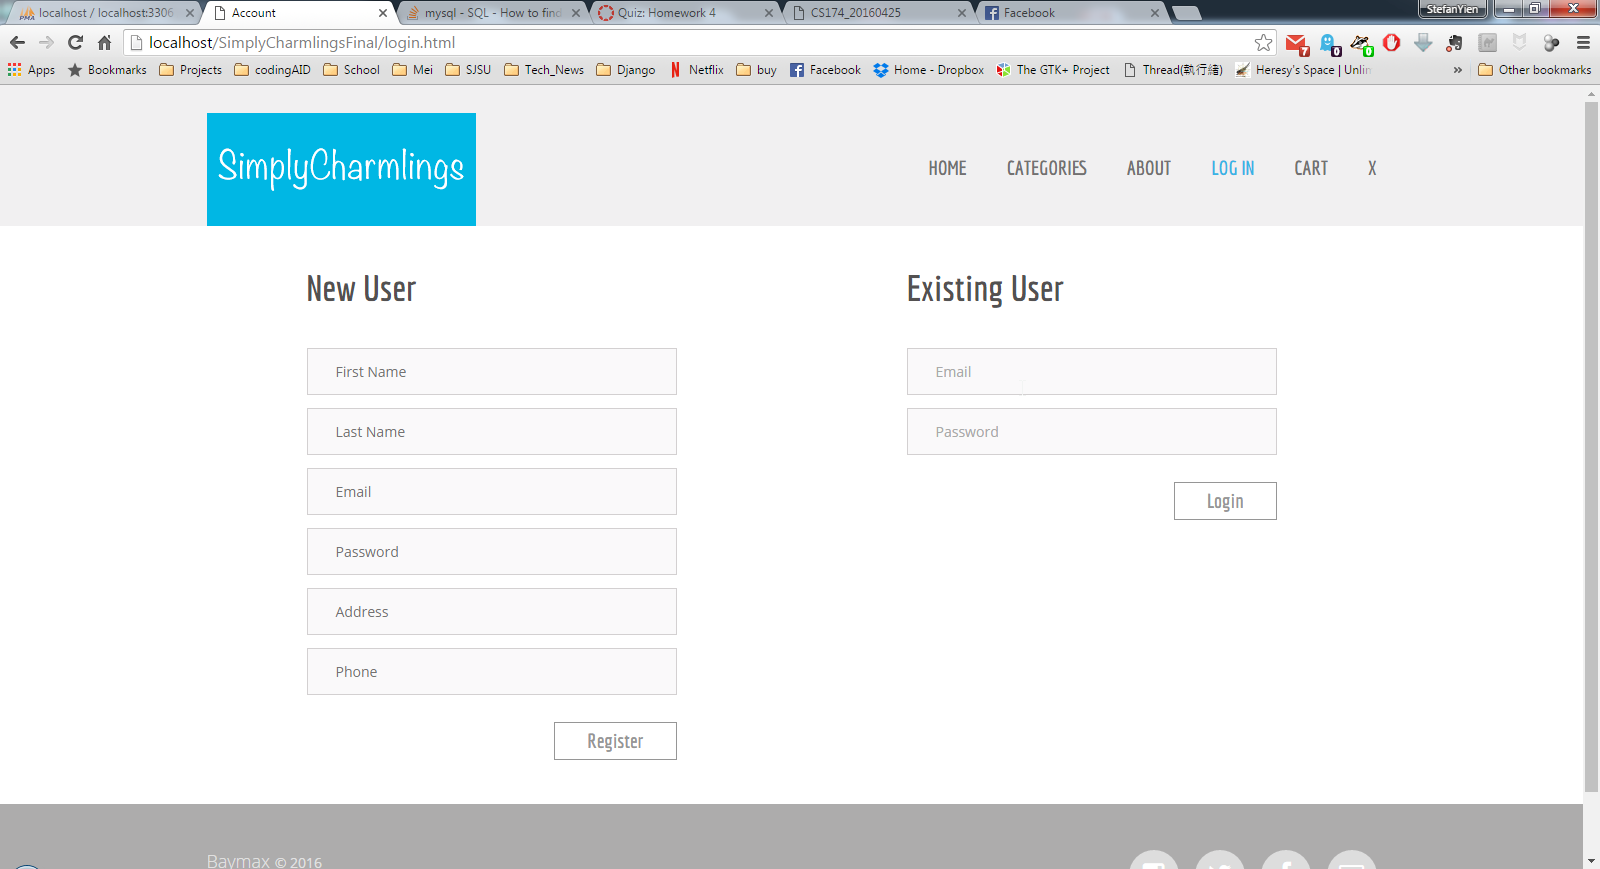 localhost / localhost:3306
Account
mysql - SQL - How to find
Quiz: Homework 4
CS174_20160425
Facebook
StefanYien
localhost/SimplyCharmlingsFinal/login.html
7
0
0
Apps
Bookmarks
Projects
codingAID
School
Mei
SJSU
Tech_News
Django
Netflix
buy
Facebook
Home - Dropbox
The GTK+ Project
Thread(執行緒)
Heresy's Space | Unlin
»
Other bookmarks
SimplyCharmlings
HOME
CATEGORIES
ABOUT
LOG IN
CART
X
New User
First Name
Last Name
Email
Password
Address
Phone
Register
Existing User
Email
Password
Login
Baymax © 2016